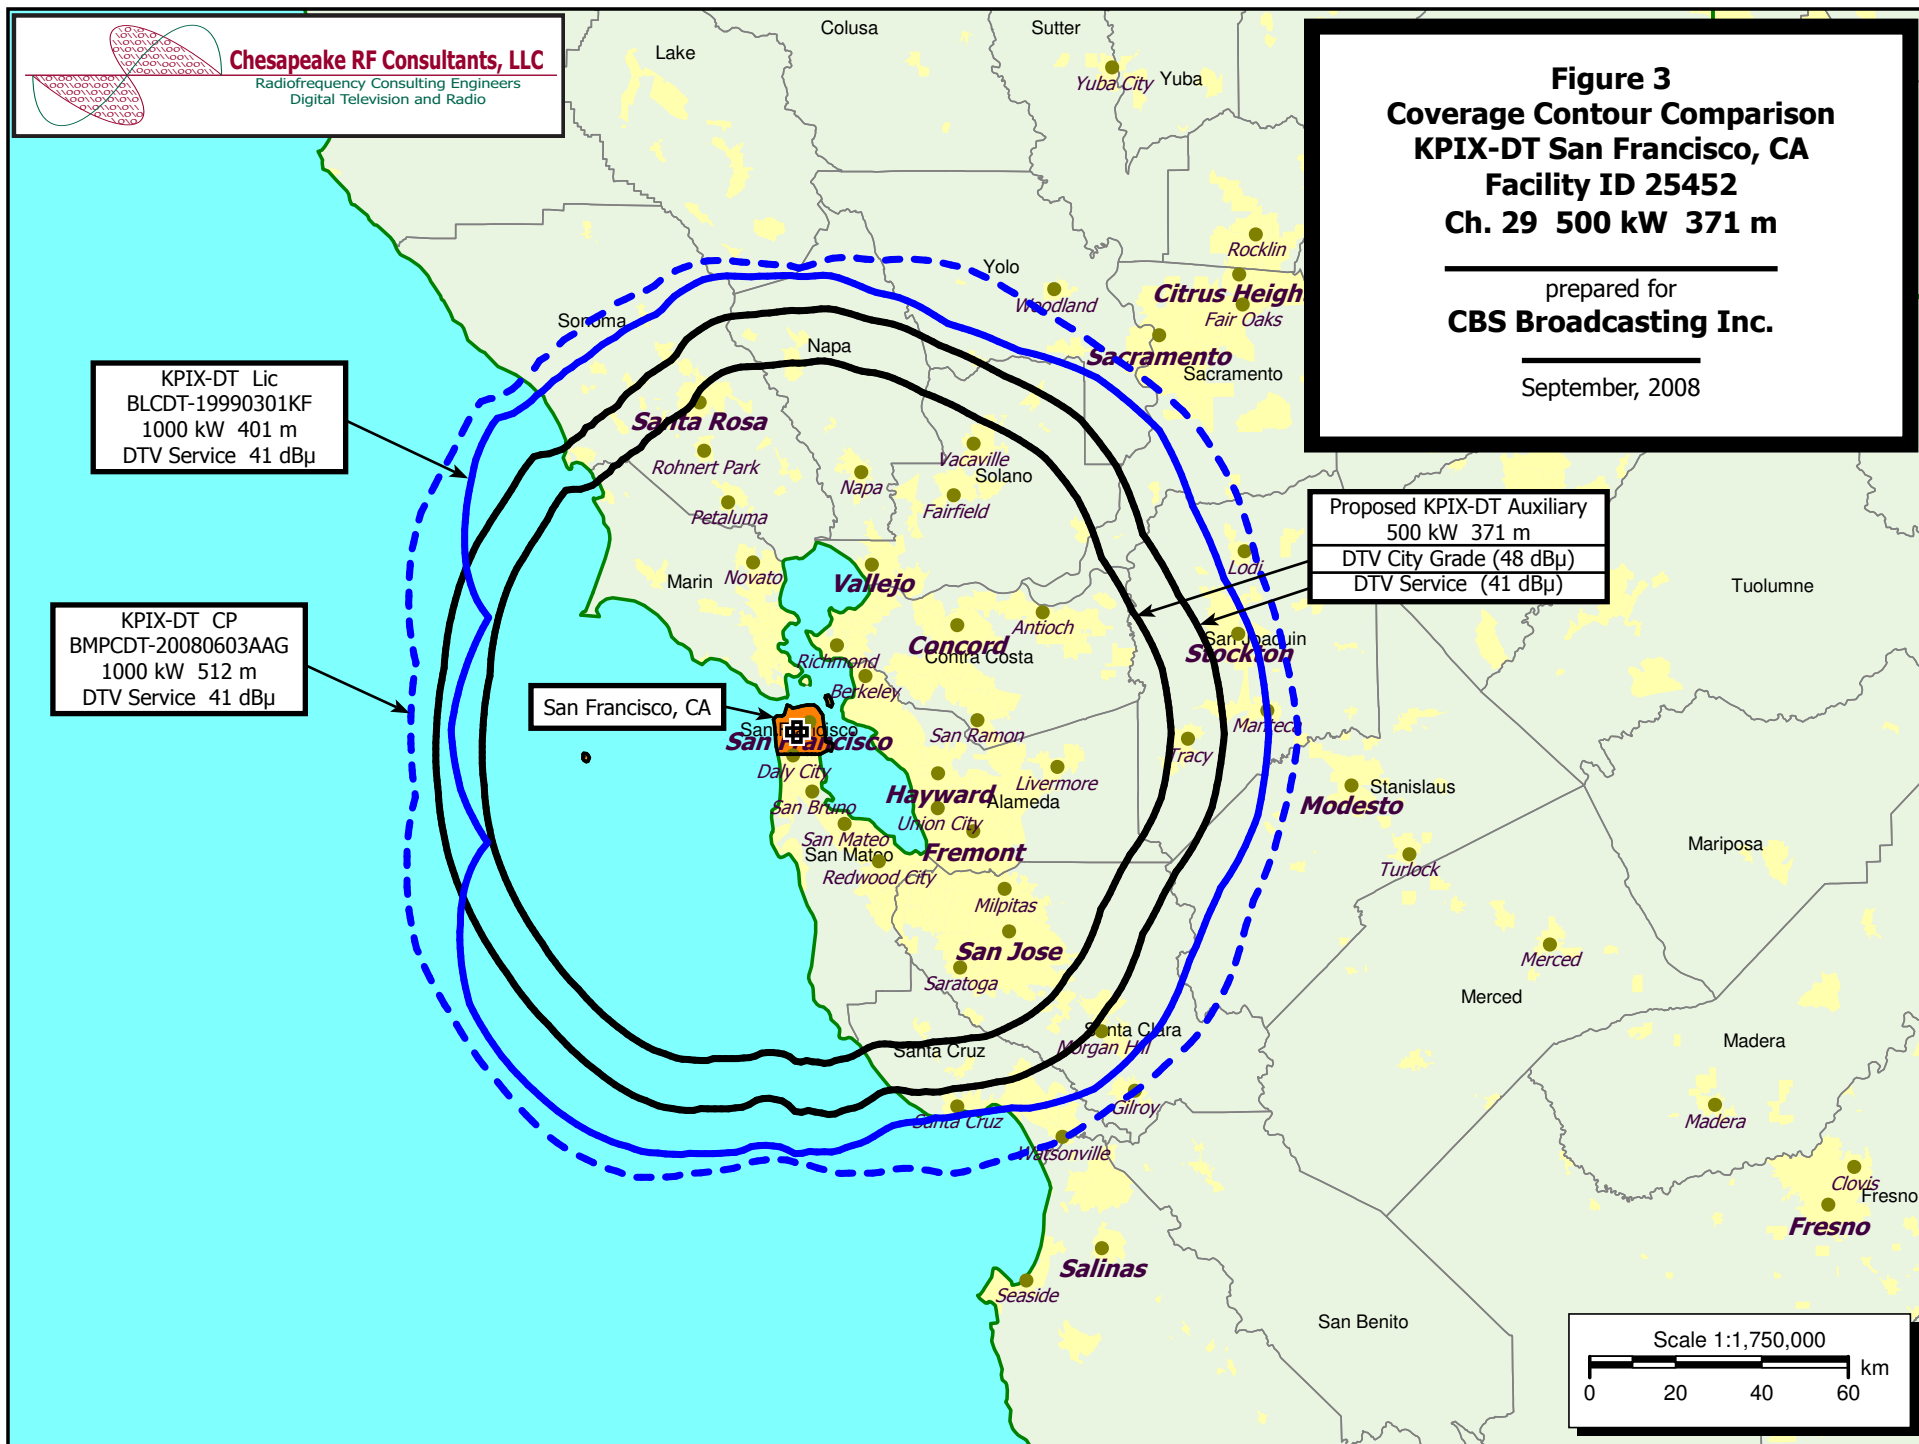 Chesapeake RF Consultants, LLC
Radiofrequency Consulting Engineers
Digital Television and Radio
Figure 3
Coverage Contour Comparison
KPIX-DT San Francisco, CA
Facility ID 25452
Ch. 29 500 kW 371 m
prepared for
CBS Broadcasting Inc.
September, 2008
KPIX-DT Lic
BLCDT-19990301KF
1000 kW 401 m
DTV Service 41 dBµ
KPIX-DT CP
BMPCDT-20080603AAG
1000 kW 512 m
DTV Service 41 dBµ
San Francisco, CA
Proposed KPIX-DT Auxiliary
500 kW 371 m
DTV City Grade (48 dBµ)
DTV Service (41 dBµ)
Colusa
Sutter
Lake
Yuba City
Yuba
Rocklin
Yolo
Woodland
Citrus Heigh
Fair Oaks
Sonoma
Napa
Sacramento
Sacramento
Santa Rosa
Rohnert Park
Napa
Vacaville
Solano
Fairfield
Petaluma
Marin
Novato
Vallejo
Lodi
Tuolumne
Antioch
Concord
Contra Costa
San Joaquin
Stockton
Richmond
Berkeley
San Francisco
San Francisco
San Ramon
Manteca
Tracy
Daly City
Livermore
Hayward
Alameda
San Bruno
Union City
San Mateo
San Mateo
Fremont
Redwood City
Stanislaus
Modesto
Mariposa
Turlock
Milpitas
San Jose
Saratoga
Merced
Merced
Santa Clara
Morgan Hill
Santa Cruz
Madera
Gilroy
Santa Cruz
Madera
Watsonville
Clovis
Fresno
Fresno
Salinas
Seaside
San Benito
Scale 1:1,750,000
km
0 20 40 60